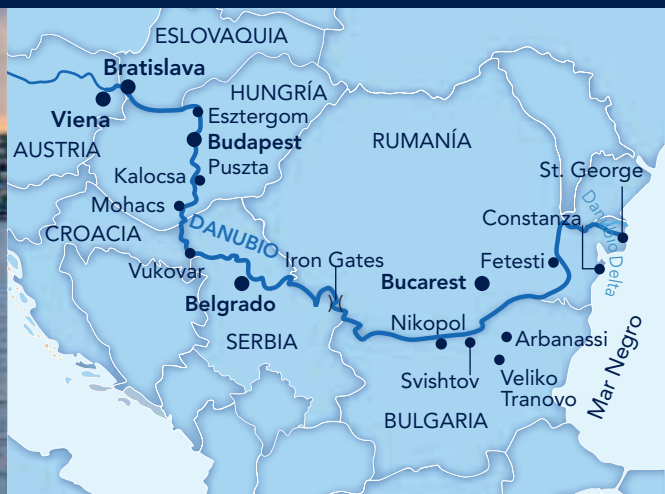 ESLOVAQUIA
Bratislava
HUNGRÍA
Viena
Esztergom
Budapest
AUSTRIA
RUMANÍA
Puszta
St. George
Kalocsa
Mohacs
Constanza
DANUBIO
Danubio Delta
CROACIA
Vukovar
Iron Gates
Fetesti
Bucarest
Belgrado
Nikopol
SERBIA
Arbanassi
Svishtov
Veliko
Tranovo
Mar Negro
BULGARIA